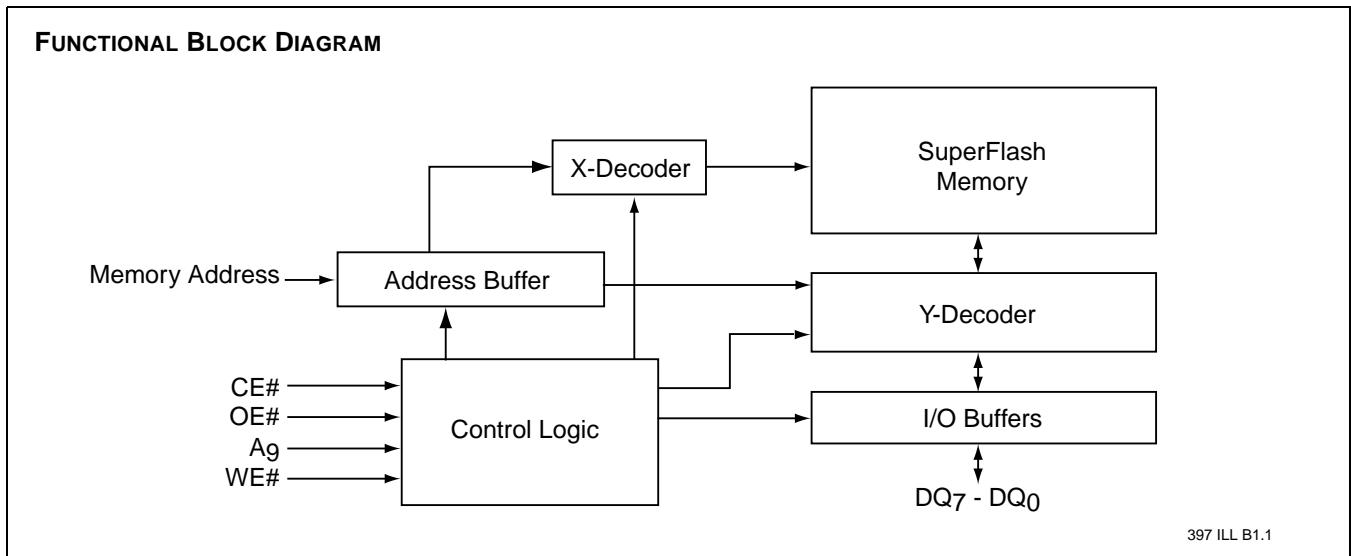 FUNCTIONAL BLOCK DIAGRAM
X-Decoder
SuperFlash
Memory
Memory Address
Address Buffer
Y-Decoder
CE#
OE#
A9
WE#
Control Logic
I/O Buffers
DQ7 - DQ0
397 ILL B1.1